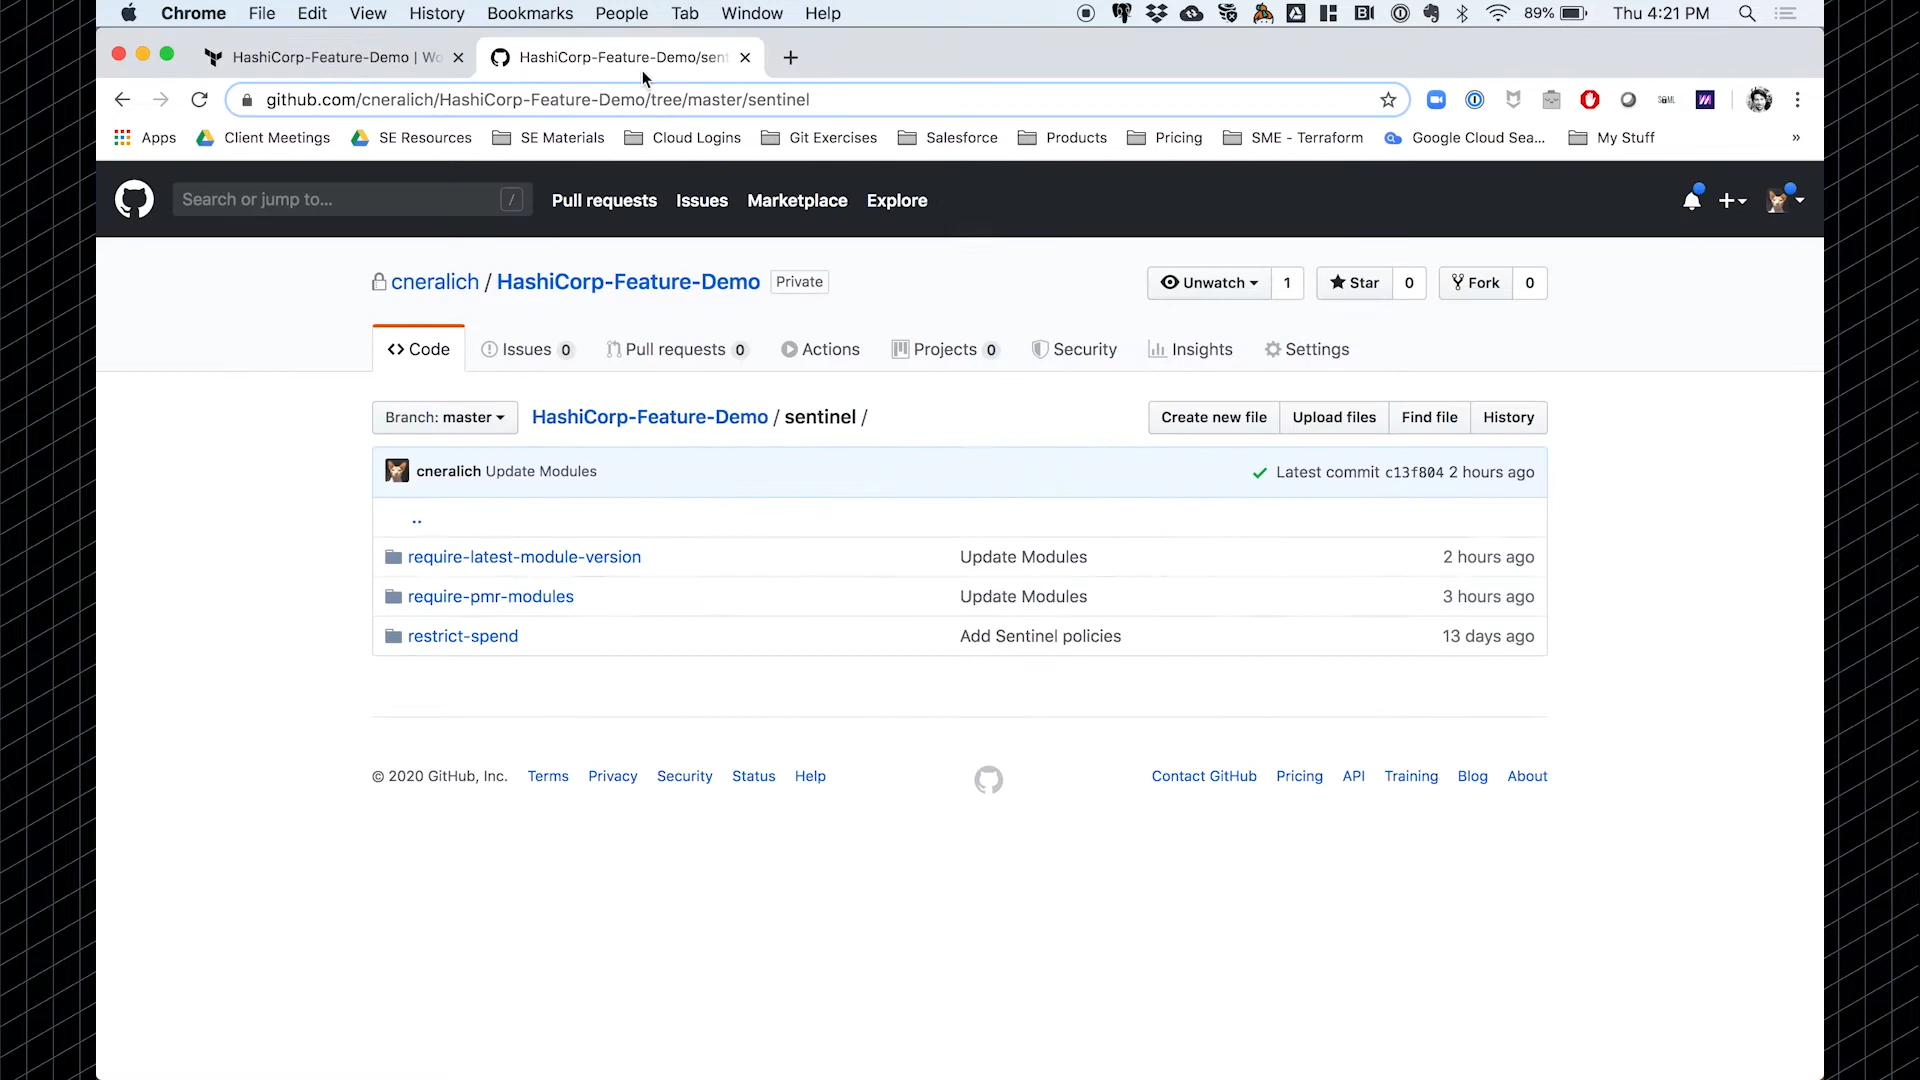 Chrome File Edit View History Bookmarks People Tab Window Help 89% Thu 4:21 PM
HashiCorp-Feature-Demo | Wo HashiCorp-Feature-Demo/sent
github.com/cneralich/HashiCorp-Feature-Demo/tree/master/sentinel
Apps Client Meetings SE Resources SE Materials Cloud Logins Git Exercises Salesforce Products Pricing SME - Terraform Google Cloud Sea... My Stuff »
Search or jump to... / Pull requests Issues Marketplace Explore
cneralich / HashiCorp-Feature-Demo Private Unwatch 1 Star 0 Fork 0
Code Issues 0 Pull requests 0 Actions Projects 0 Security Insights Settings
Branch: master HashiCorp-Feature-Demo / sentinel / Create new file Upload files Find file History
cneralich Update Modules Latest commit c13f804 2 hours ago
..
require-latest-module-version Update Modules 2 hours ago
require-pmr-modules Update Modules 3 hours ago
restrict-spend Add Sentinel policies 13 days ago
© 2020 GitHub, Inc. Terms Privacy Security Status Help Contact GitHub Pricing API Training Blog About